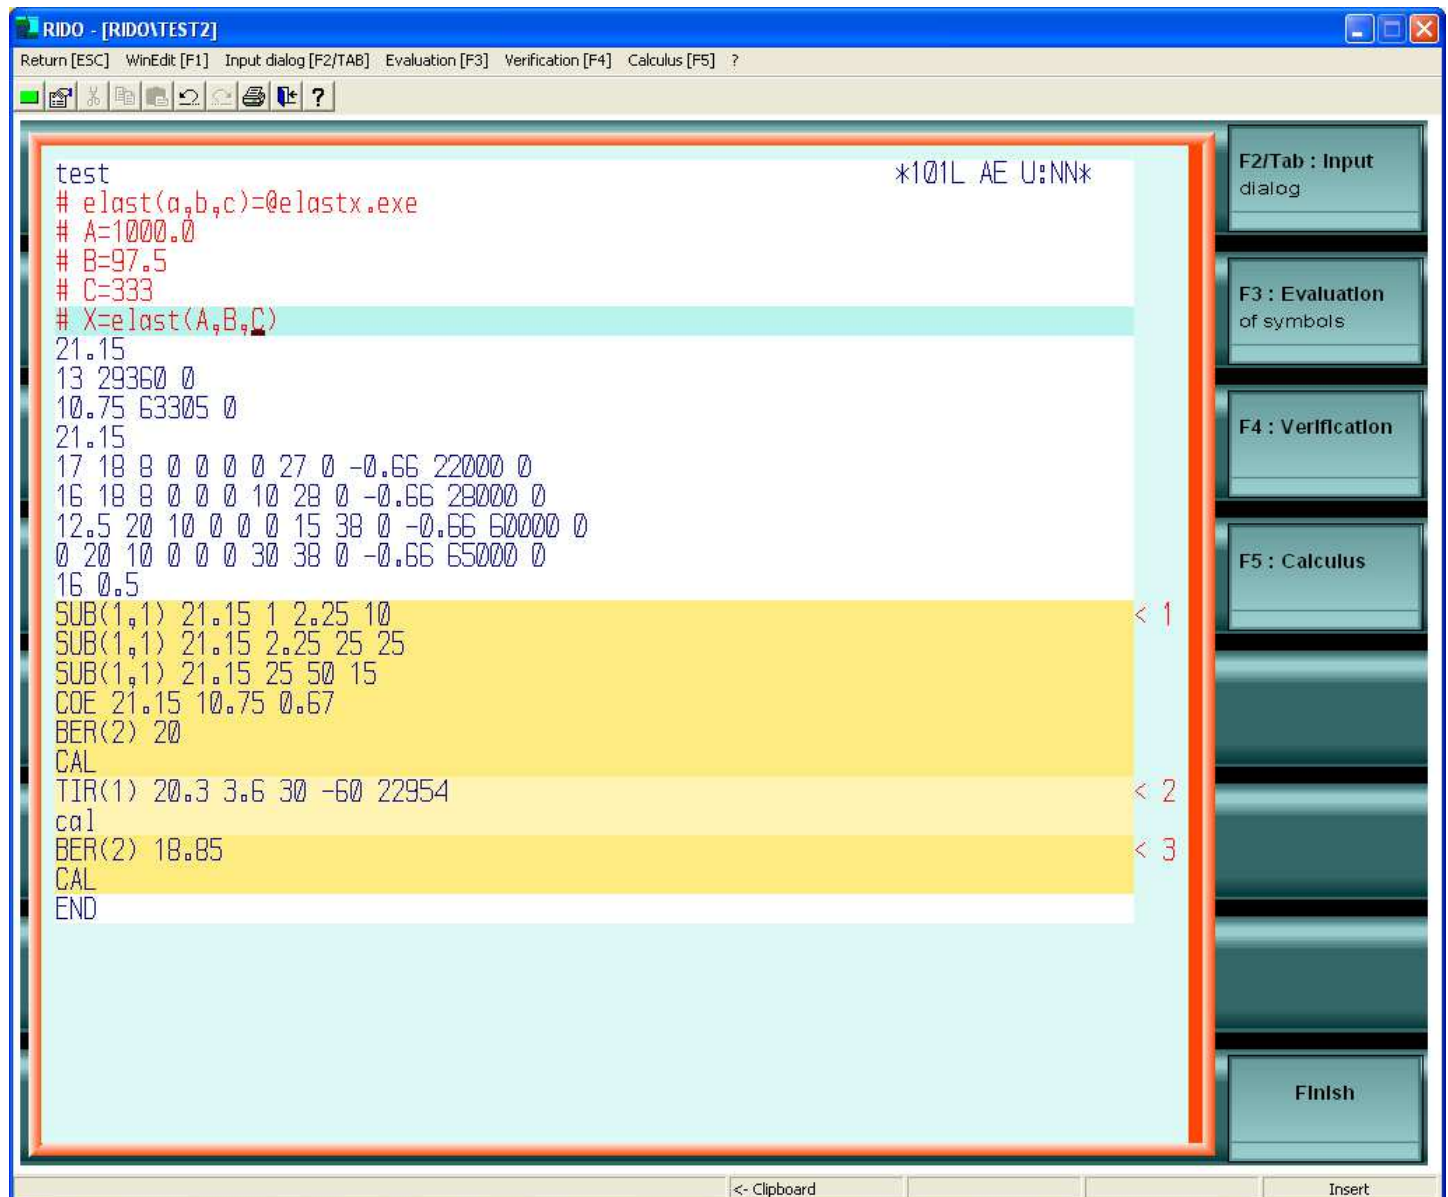 RIDO - [RIDO\TEST2]
Return [ESC] WinEdit [F1] Input dialog [F2/TAB] Evaluation [F3] Verification [F4] Calculus [F5] ?
test *101L AE U:NN*
# elast(a,b,c)=@elastx.exe
# A=1000.0
# B=97.5
# C=333
# X=elast(A,B,C)
21.15
13 29360 0
10.75 63305 0
21.15
17 18 8 0 0 0 0 27 0 -0.66 22000 0
16 18 8 0 0 0 10 28 0 -0.66 28000 0
12.5 20 10 0 0 0 15 38 0 -0.66 60000 0
0 20 10 0 0 0 30 38 0 -0.66 65000 0
16 0.5
SUB(1,1) 21.15 1 2.25 10 < 1
SUB(1,1) 21.15 2.25 25 25
SUB(1,1) 21.15 25 50 15
COE 21.15 10.75 0.67
BER(2) 20
CAL
TIR(1) 20.3 3.6 30 -60 22954 < 2
cal
BER(2) 18.85 < 3
CAL
END
F2/Tab : Input
dialog
F3 : Evaluation
of symbols
F4 : Verification
F5 : Calculus
Finish
<- Clipboard Insert